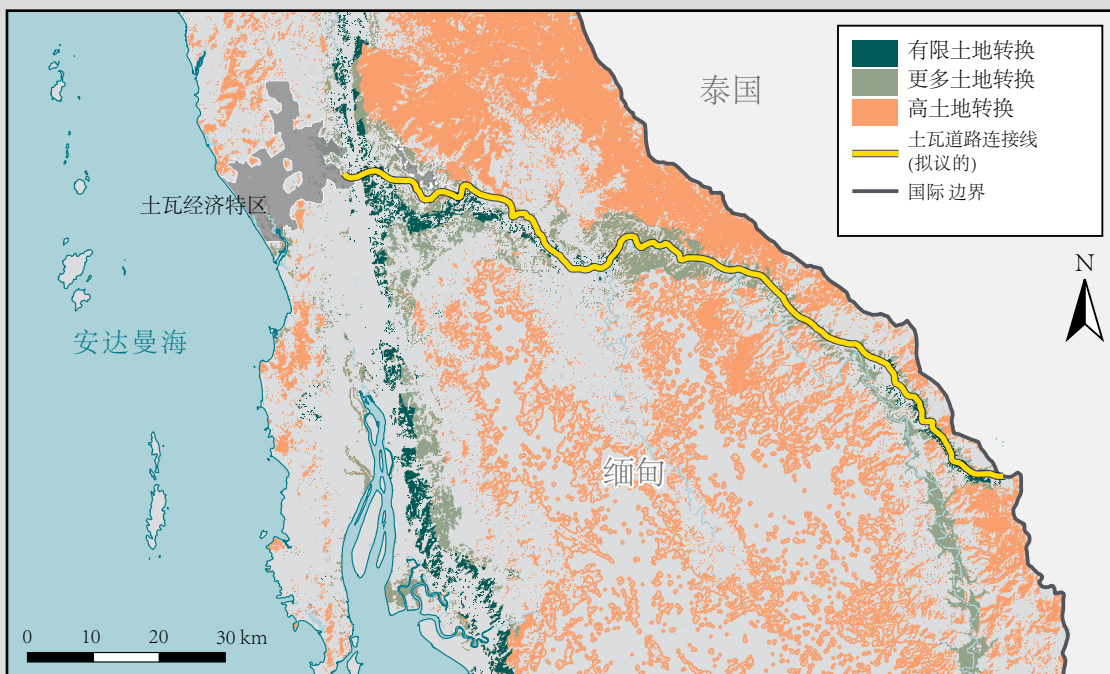 有限土地转换
更多土地转换
高土地转换
土瓦道路连接线
(拟议的)
国际 边界
泰国
土瓦经济特区
N
安达曼海
缅甸
0 10 20 30 km